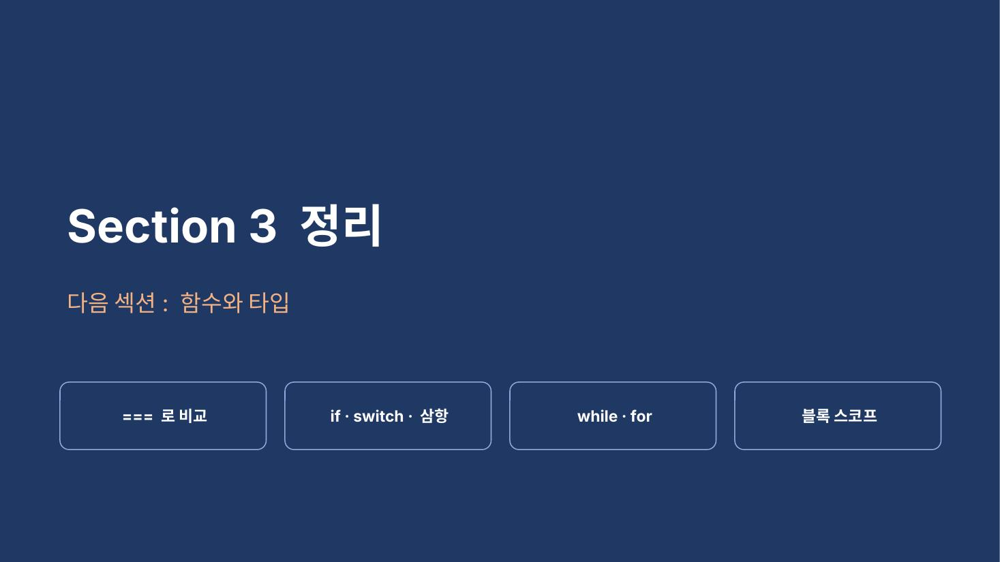 Section 3 정리
다음 섹션 : 함수와 타입
=== 로 비교
if · switch · 삼항
while · for
블록 스코프